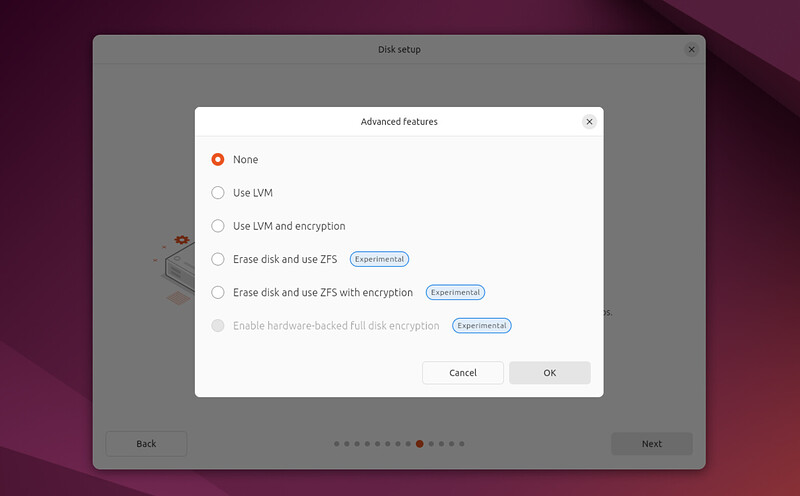 Disk setup
Advanced features
None
Use LVM
Use LVM and encryption
Erase disk and use ZFS Experimental
Erase disk and use ZFS with encryption Experimental
Enable hardware-backed full disk encryption Experimental
Cancel OK
Back Next